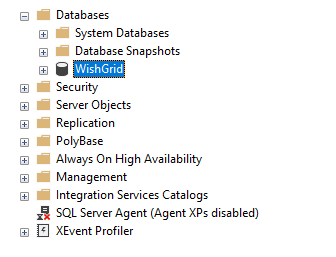 Databases
System Databases
Database Snapshots
WishGrid
Security
Server Objects
Replication
PolyBase
Always On High Availability
Management
Integration Services Catalogs
SQL Server Agent (Agent XPs disabled)
XEvent Profiler